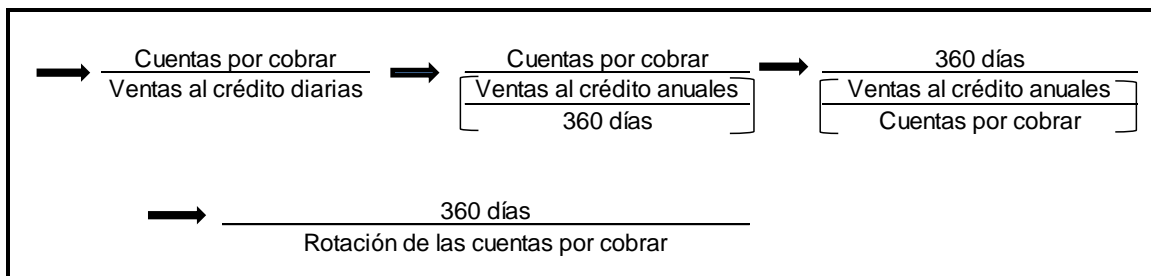 Cuentas por cobrar
Ventas al crédito diarias
Cuentas por cobrar
Ventas al crédito anuales
360 días
360 días
Ventas al crédito anuales
Cuentas por cobrar
360 días
Rotación de las cuentas por cobrar